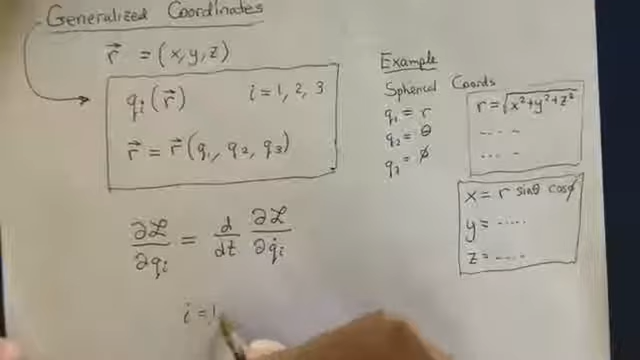 Generalized Coordinates
r⃗ = (x, y, z)
qᵢ(r⃗) i = 1, 2, 3
r⃗ = r⃗(q₁, q₂, q₃)
∂ℒ/∂qᵢ = d/dt ∂ℒ/∂q̇ᵢ
i = 1
Example
Spherical Coords
q₁ = r
q₂ = θ
q₃ = ϕ
r = √x² + y² + z²
.... ..
... .
x = r sinθ cosϕ
y = .....
z = .....